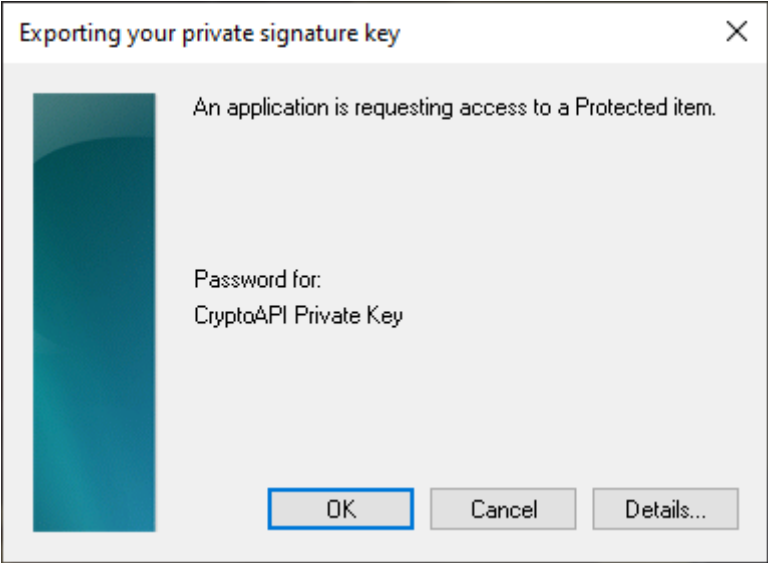 Exporting your private signature key
An application is requesting access to a Protected item.
Password for:
CryptoAPI Private Key
OK
Cancel
Details...